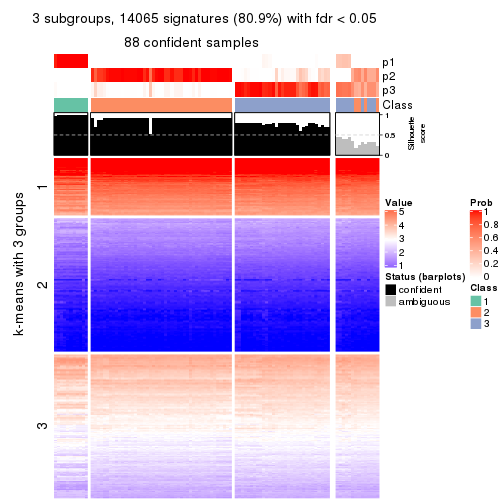 3 subgroups, 14065 signatures (80.9%) with fdr < 0.05
88 confident samples
p1
p2
p3
Class
1
0.5
0
Silhouette
score
k-means with 3 groups
1
2
3
Value
5
4
3
2
1
Status (barplots)
confident
ambiguous
Prob
1
0.8
0.6
0.4
0.2
0
Class
1
2
3